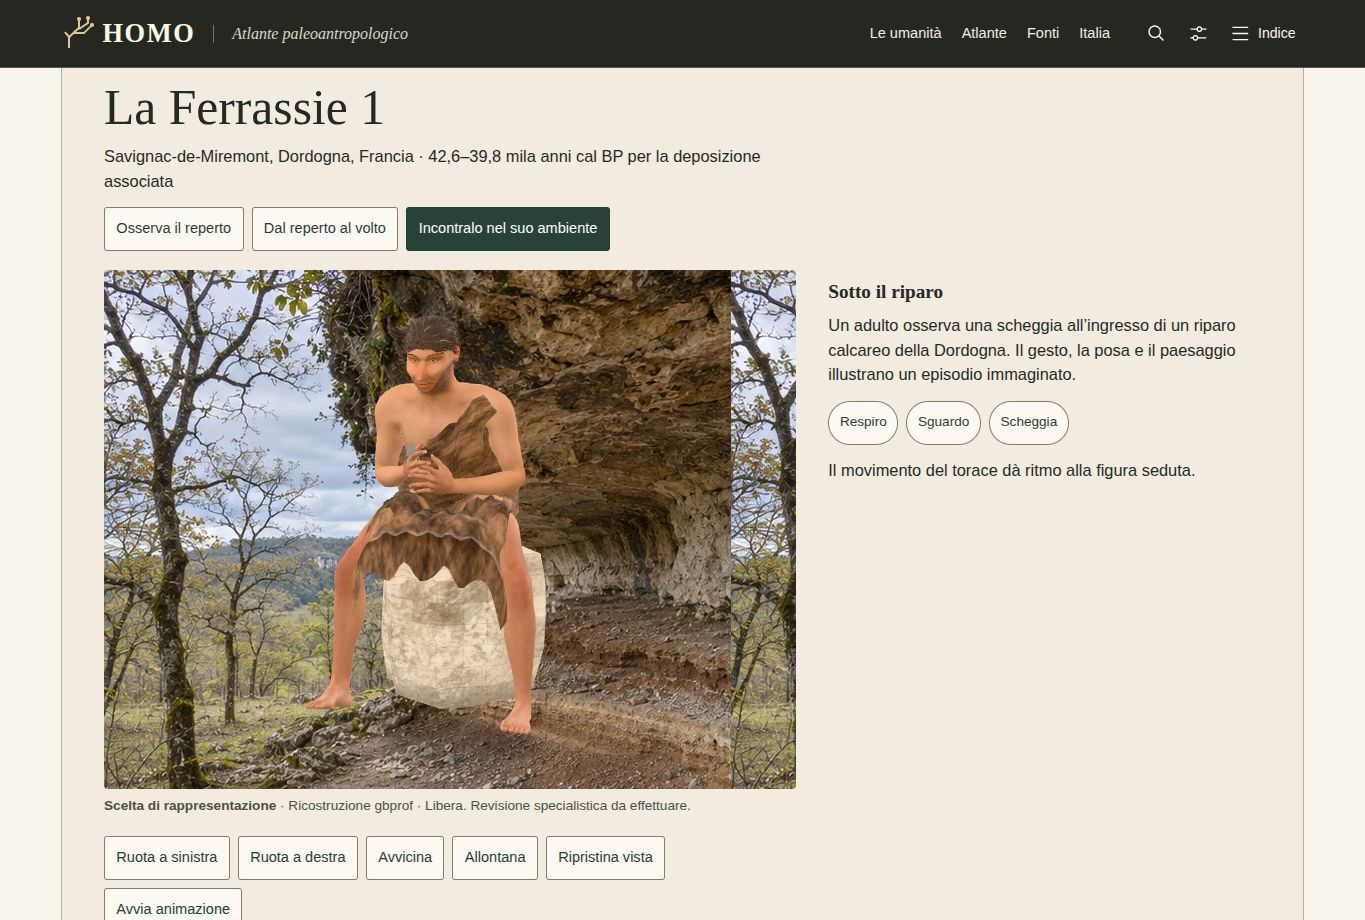 HOMO
Atlante paleoantropologico
Le umanità
Atlante
Fonti
Italia
Indice
La Ferrassie 1
Savignac-de-Miremont, Dordogna, Francia · 42,6–39,8 mila anni cal BP per la deposizione
associata
Osserva il reperto
Dal reperto al volto
Incontralo nel suo ambiente
Sotto il riparo
Un adulto osserva una scheggia all’ingresso di un riparo
calcareo della Dordogna. Il gesto, la posa e il paesaggio
illustrano un episodio immaginato.
Respiro
Sguardo
Scheggia
Il movimento del torace dà ritmo alla figura seduta.
Scelta di rappresentazione · Ricostruzione gbprof · Libera. Revisione specialistica da effettuare.
Ruota a sinistra
Ruota a destra
Avvicina
Allontana
Ripristina vista
Avvia animazione